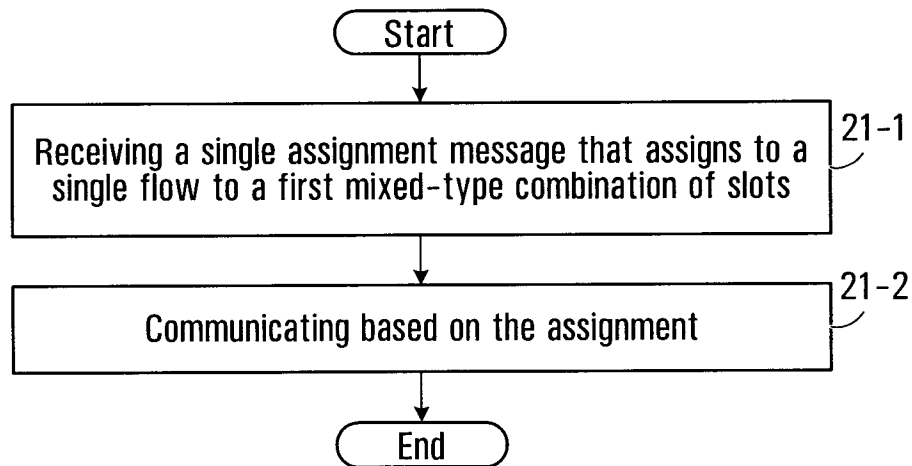 Start
Receiving a single assignment message that assigns to a
single flow to a first mixed-type combination of slots
21-1
Communicating based on the assignment
21-2
End